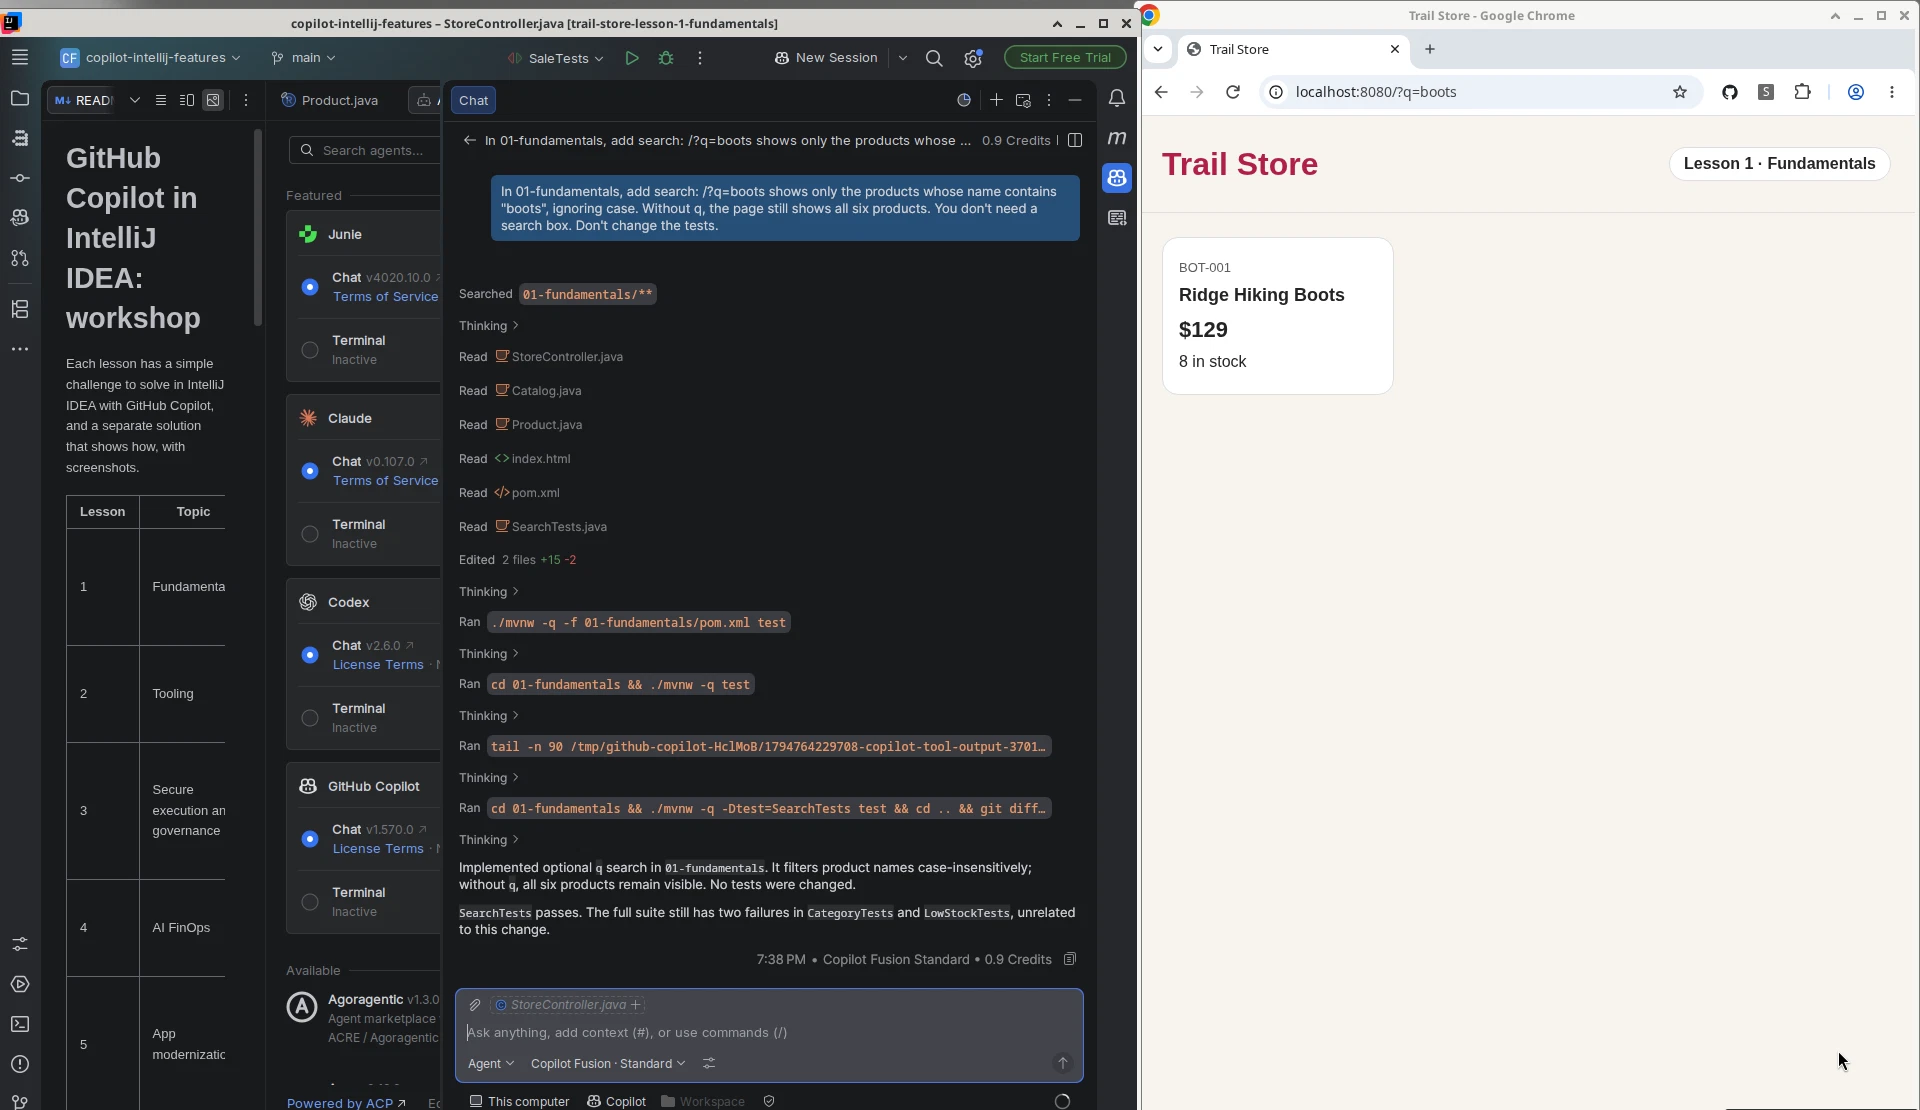 copilot-intellij-features – StoreController.java [trail-store-lesson-1-fundamentals]
CF copilot-intellij-features
main
SaleTests
New Session
Start Free Trial
READ
Product.java
GitHub
Copilot in
IntelliJ
IDEA:
workshop
Each lesson has a simple
challenge to solve in IntelliJ
IDEA with GitHub Copilot,
and a separate solution
that shows how, with
screenshots.
Lesson Topic
1 Fundamenta
2 Tooling
3 Secure
execution an
governance
4 AI FinOps
5 App
modernizatic
Search agents...
Featured
Junie
Chat v4020.10.0
Terms of Service
Terminal
Inactive
Claude
Chat v0.107.0 ↗
Terms of Service
Terminal
Inactive
Codex
Chat v2.6.0 ↗
License Terms ·
Terminal
Inactive
GitHub Copilot
Chat v1.570.0 ↗
License Terms ·
Terminal
Inactive
Available
Agoragentic v1.3.0
Agent marketplace
ACRE / Agoragentic
Powered by ACP ↗
Chat
In 01-fundamentals, add search: /?q=boots shows only the products whose ... 0.9 Credits
In 01-fundamentals, add search: /?q=boots shows only the products whose name contains
"boots", ignoring case. Without q, the page still shows all six products. You don't need a
search box. Don't change the tests.
Searched 01-fundamentals/**
Thinking >
Read StoreController.java
Read Catalog.java
Read Product.java
Read <> index.html
Read </> pom.xml
Read SearchTests.java
Edited 2 files +15 -2
Thinking >
Ran ./mvnw -q -f 01-fundamentals/pom.xml test
Thinking >
Ran cd 01-fundamentals && ./mvnw -q test
Thinking >
Ran tail -n 90 /tmp/github-copilot-HclMoB/1794764229708-copilot-tool-output-3701…
Thinking >
Ran cd 01-fundamentals && ./mvnw -q -Dtest=SearchTests test && cd .. && git diff…
Thinking >
Implemented optional q search in 01-fundamentals. It filters product names case-insensitively;
without q, all six products remain visible. No tests were changed.
SearchTests passes. The full suite still has two failures in CategoryTests and LowStockTests, unrelated
to this change.
7:38 PM • Copilot Fusion Standard • 0.9 Credits
StoreController.java +
Ask anything, add context (#), or use commands (/)
Agent
Copilot Fusion · Standard
This computer
Copilot
Workspace
Trail Store - Google Chrome
Trail Store
localhost:8080/?q=boots
Trail Store
Lesson 1 · Fundamentals
BOT-001
Ridge Hiking Boots
$129
8 in stock